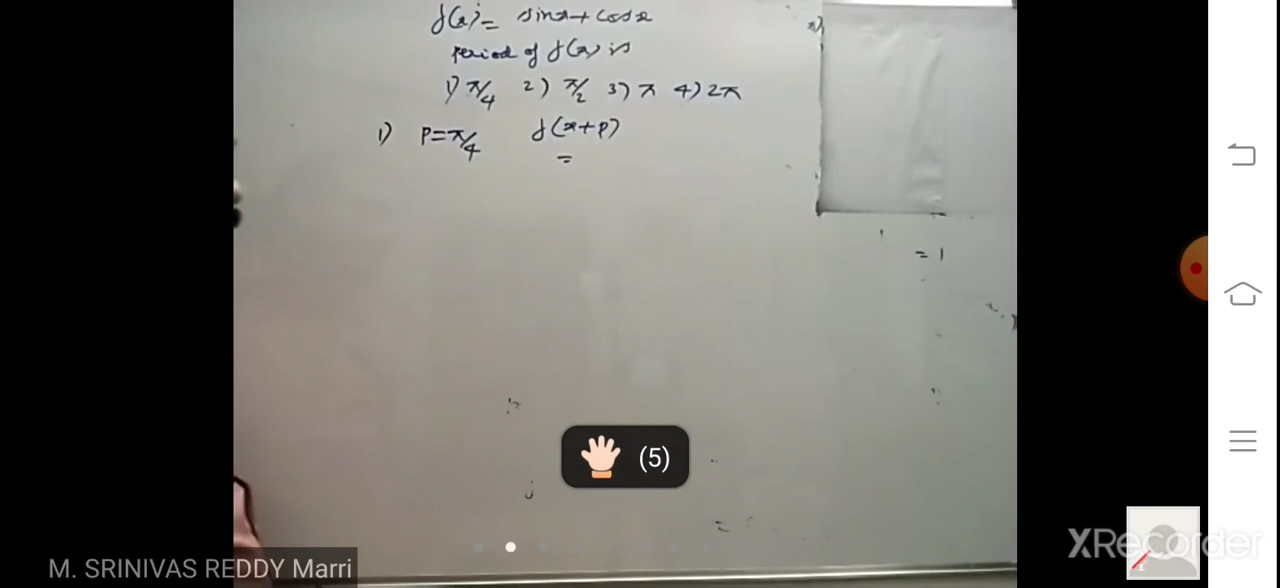 f(x) = sinx + cosx
period of f(x) is
1) π/4 2) π/2 3) π 4) 2π
1) P=π/4 f(x+P)
=
= 1
(5)
M. SRINIVAS REDDY Marri
XRecorder